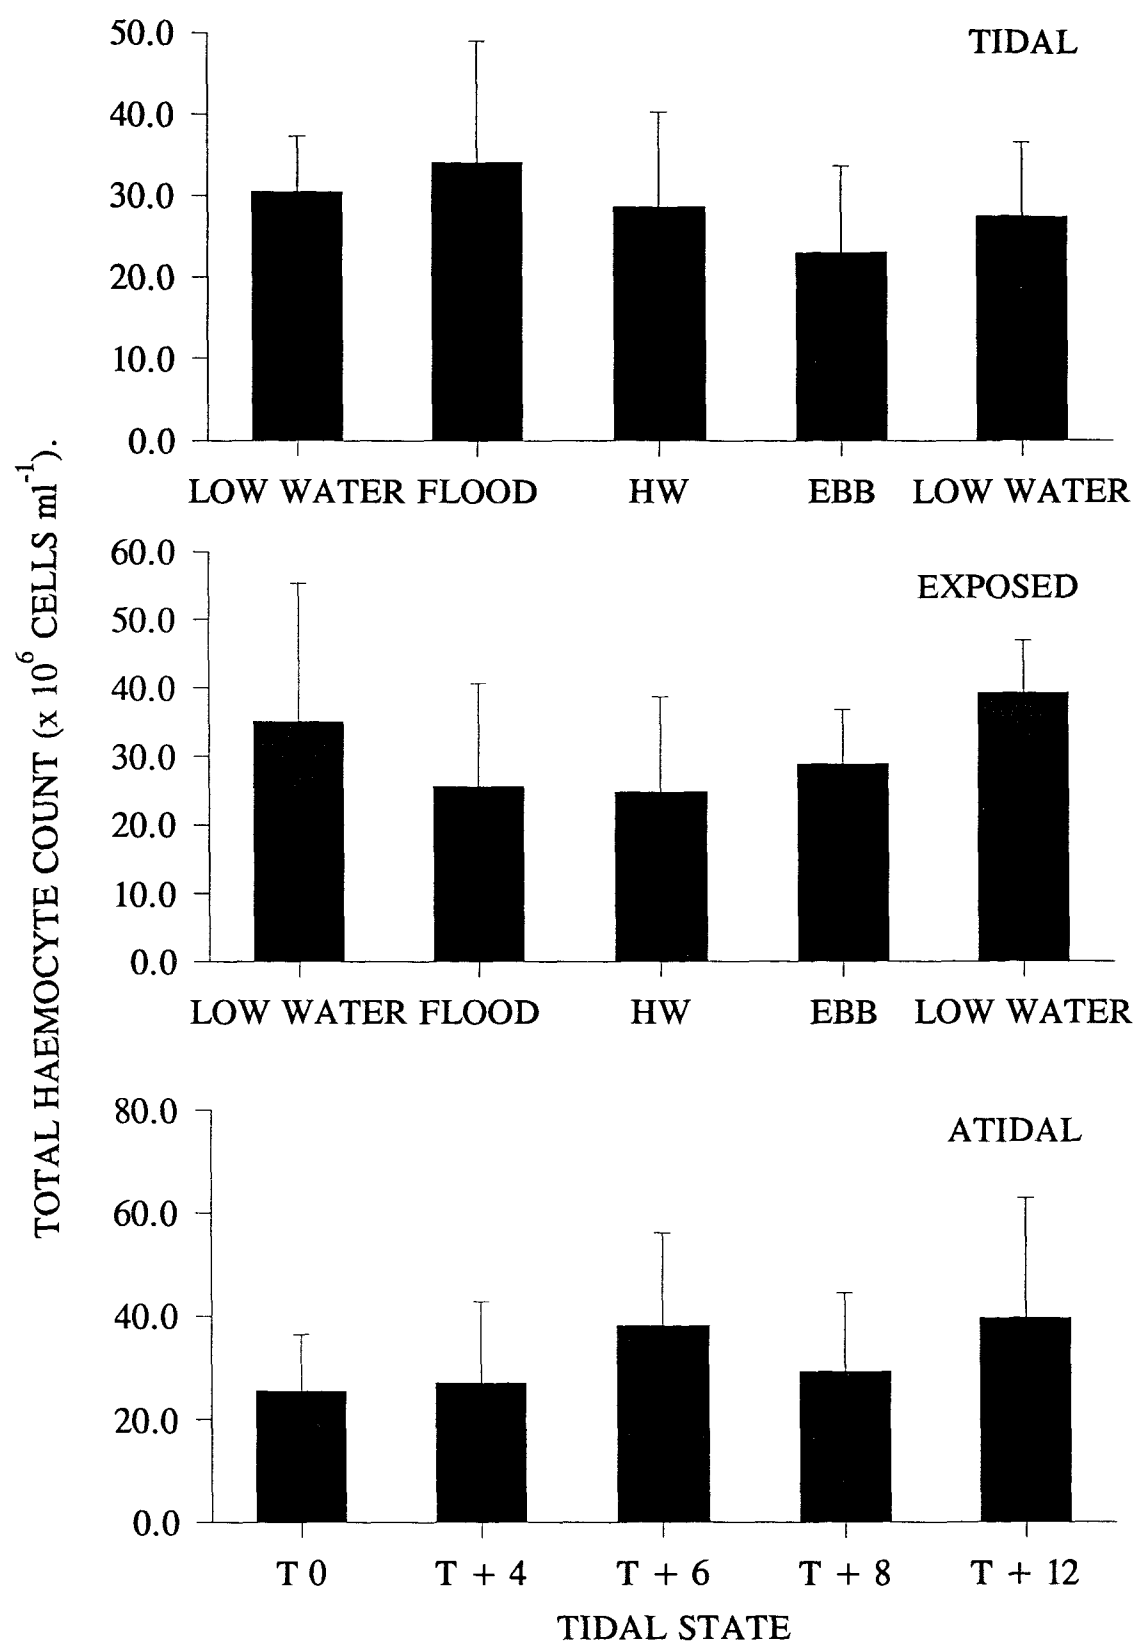 TOTAL HAEMOCYTE COUNT (x 10⁶ CELLS ml⁻¹).
TIDAL
50.0
40.0
30.0
20.0
10.0
0.0
LOW WATER FLOOD HW EBB LOW WATER
EXPOSED
60.0
50.0
40.0
30.0
20.0
10.0
0.0
LOW WATER FLOOD HW EBB LOW WATER
ATIDAL
80.0
60.0
40.0
20.0
0.0
T 0 T + 4 T + 6 T + 8 T + 12
TIDAL STATE